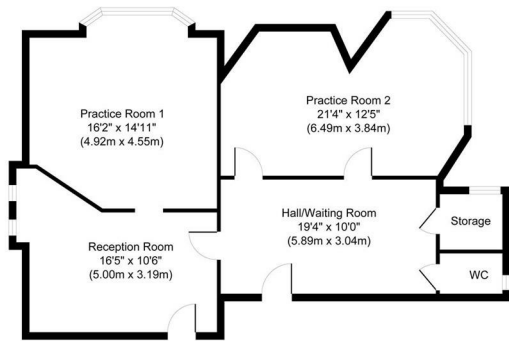 Practice Room 1
16'2" x 14'11"
(4.92m x 4.55m)
Practice Room 2
21'4" x 12'5"
(6.49m x 3.84m)
Hall/Waiting Room
19'4" x 10'0"
(5.89m x 3.04m)
Storage
Reception Room
16'5" x 10'6"
(5.00m x 3.19m)
WC